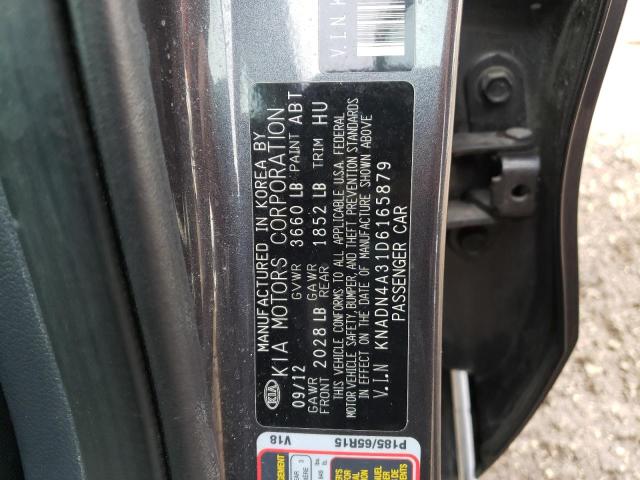 V.I.N
MANUFACTURED IN KOREA BY
KIA
KIA MOTORS CORPORATION
09/12 GVWR 3660 LB PAINT ABT
GAWR FRONT 2028 LB GAWR REAR 1852 LB TRIM HU
THIS VEHICLE CONFORMS TO ALL APPLICABLE U.S.A. FEDERAL
MOTOR VEHICLE SAFETY, BUMPER, AND THEFT PREVENTION STANDARDS
IN EFFECT ON THE DATE OF MANUFACTURE SHOWN ABOVE
V.I.N KNADN4A31D6165879
PASSENGER CAR
V18 P185/65R15